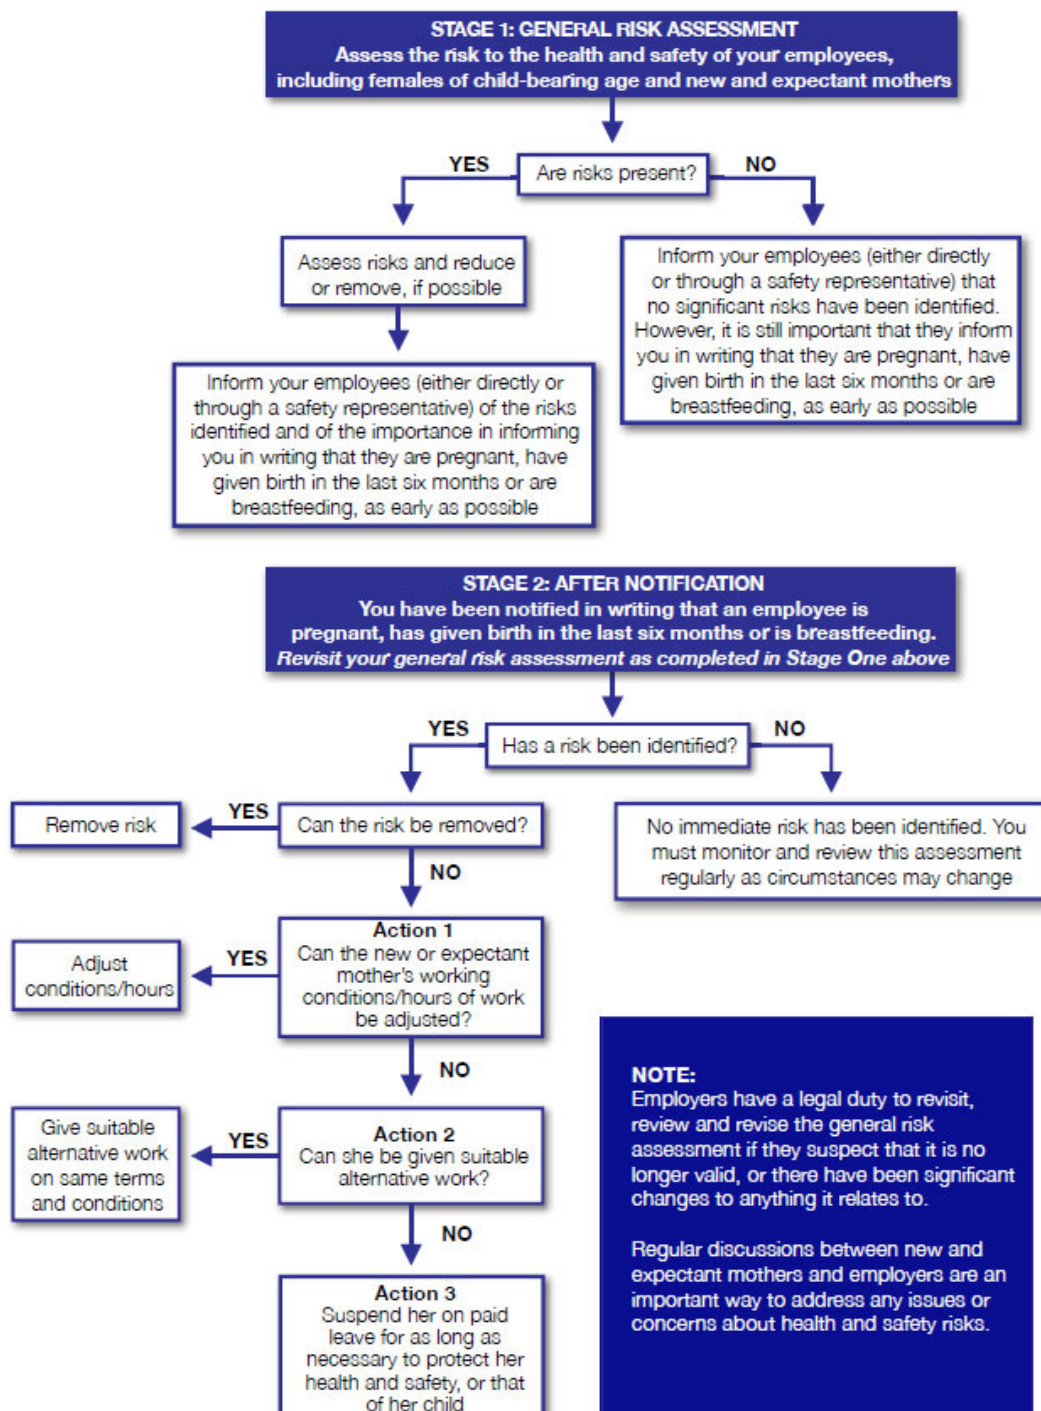 STAGE 1: GENERAL RISK ASSESSMENT
Assess the risk to the health and safety of your employees,
including females of child-bearing age and new and expectant mothers
YES
Are risks present?
NO
Assess risks and reduce
or remove, if possible
Inform your employees (either directly
or through a safety representative) that
no significant risks have been identified.
However, it is still important that they inform
you in writing that they are pregnant, have
given birth in the last six months or are
breastfeeding, as early as possible
Inform your employees (either directly or
through a safety representative) of the risks
identified and of the importance in informing
you in writing that they are pregnant, have
given birth in the last six months or are
breastfeeding, as early as possible
STAGE 2: AFTER NOTIFICATION
You have been notified in writing that an employee is
pregnant, has given birth in the last six months or is breastfeeding.
Revisit your general risk assessment as completed in Stage One above
YES
Has a risk been identified?
NO
Remove risk
YES
Can the risk be removed?
No immediate risk has been identified. You
must monitor and review this assessment
regularly as circumstances may change
NO
Adjust
conditions/hours
YES
Action 1
Can the new or expectant
mother's working
conditions/hours of work
be adjusted?
NO
Give suitable
alternative work
on same terms
and conditions
YES
Action 2
Can she be given suitable
alternative work?
NO
Action 3
Suspend her on paid
leave for as long as
necessary to protect her
health and safety, or that
of her child
NOTE:
Employers have a legal duty to revisit,
review and revise the general risk
assessment if they suspect that it is no
longer valid, or there have been significant
changes to anything it relates to.
Regular discussions between new and
expectant mothers and employers are an
important way to address any issues or
concerns about health and safety risks.